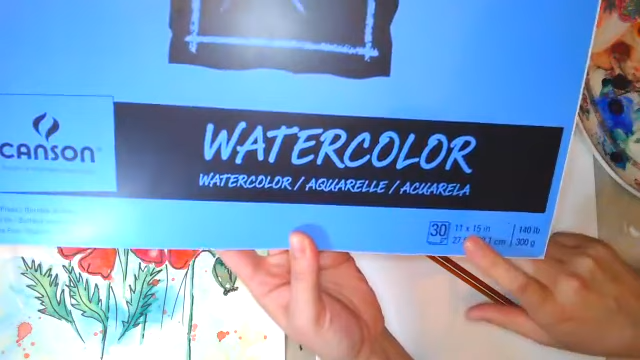 CANSON
WATERCOLOR
WATERCOLOR / AQUARELLE / ACUARELA
30
11 x 15 in
140 lb
300 g